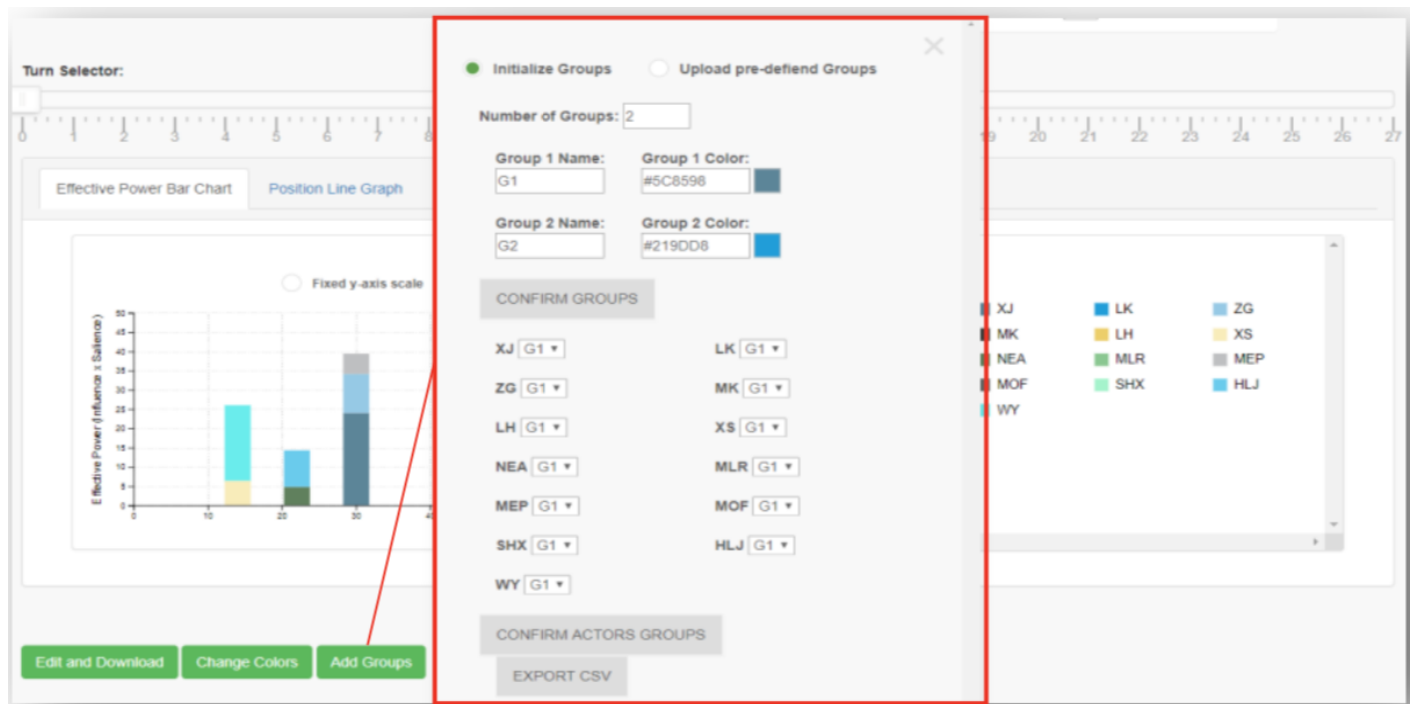 Turn Selector:
0 1 2 3 4 5 6 7 8 19 20 21 22 23 24 25 26 27
Effective Power Bar Chart Position Line Graph
Fixed y-axis scale
Effective Power (Influence x Salience)
50
45
40
35
30
25
20
15
10
5
0
0 10 20 30 40
Edit and Download Change Colors Add Groups
×
Initialize Groups Upload pre-defiend Groups
Number of Groups: 2
Group 1 Name: Group 1 Color:
G1 #5C8598
Group 2 Name: Group 2 Color:
G2 #219DD8
CONFIRM GROUPS
XJ G1 LK G1
ZG G1 MK G1
LH G1 XS G1
NEA G1 MLR G1
MEP G1 MOF G1
SHX G1 HLJ G1
WY G1
CONFIRM ACTORS GROUPS
EXPORT CSV
XJ LK ZG
MK LH XS
NEA MLR MEP
MOF SHX HLJ
WY